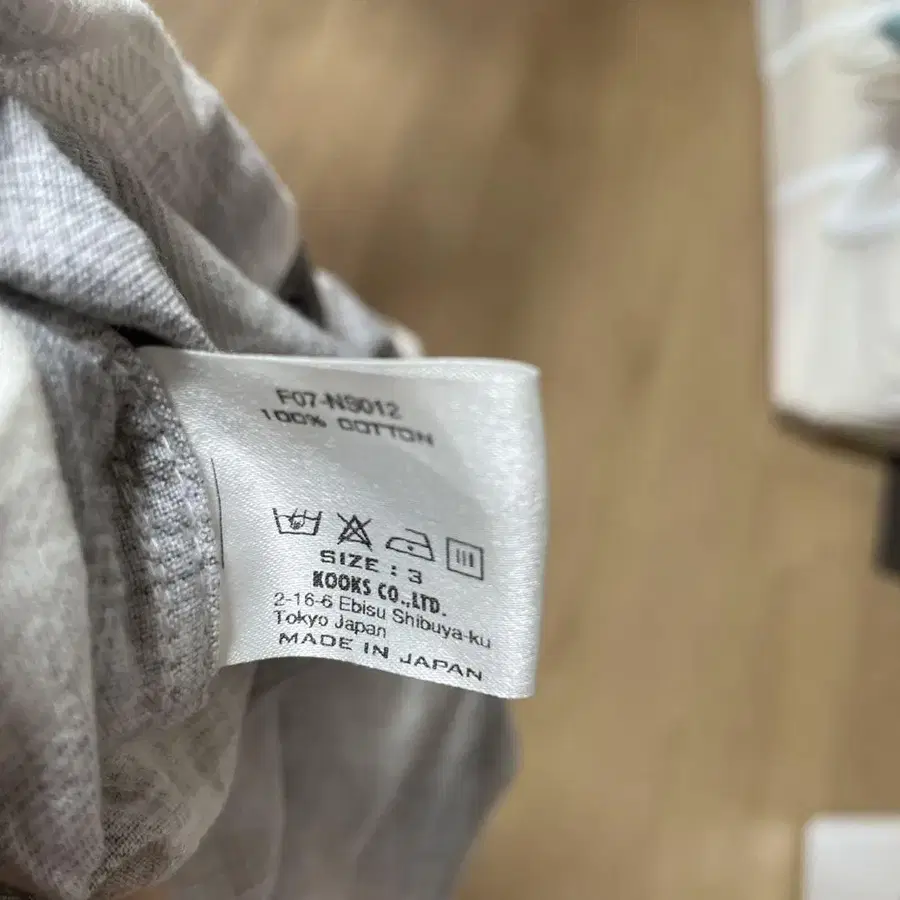 F07-NS012
100% COTTON
SIZE : 3
KOOKS CO.,LTD.
2-16-6 Ebisu Shibuya-ku
Tokyo Japan
MADE IN JAPAN